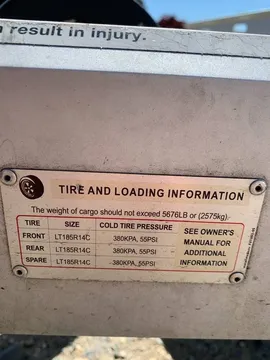 n result in injury.
TIRE AND LOADING INFORMATION
The weight of cargo should not exceed 5676LB or (2575kg).
TIRE SIZE COLD TIRE PRESSURE SEE OWNER'S MANUAL FOR ADDITIONAL INFORMATION
FRONT LT185R14C 380KPA, 55PSI
REAR LT185R14C 380KPA, 55PSI
SPARE LT185R14C 380KPA, 55PSI